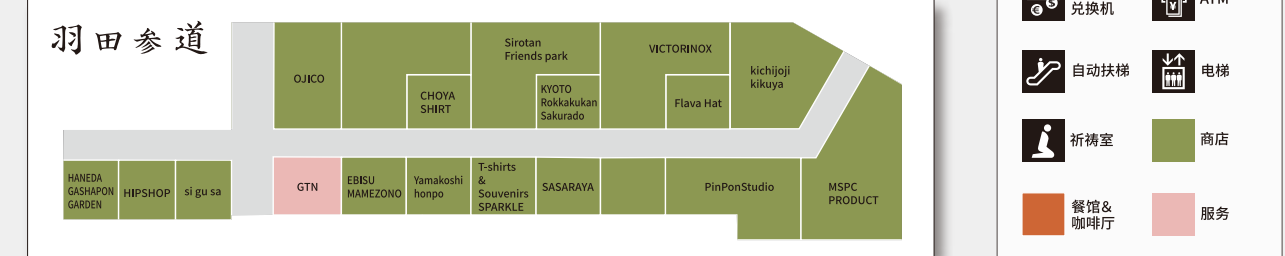 羽田参道
OJICO
CHOYA
SHIRT
Sirotan
Friends park
KYOTO
Rokkakukan
Sakurado
VICTORINOX
Flava Hat
kichijoji
kikuya
HANEDA
GASHAPON
GARDEN
HIPSHOP
si gu sa
GTN
EBISU
MAMEZONO
Yamakoshi
honpo
T-shirts
&
Souvenirs
SPARKLE
SASARAYA
PinPonStudio
MSPC
PRODUCT
兑换机
ATM
自动扶梯
电梯
祈祷室
商店
餐馆&
咖啡厅
服务